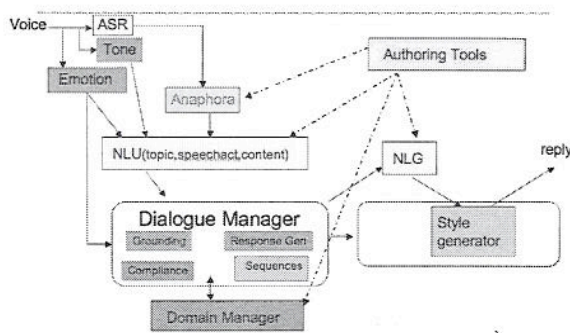 Voice
ASR
Tone
Emotion
Authoring Tools
Anaphora
NLU(topic,speechact,content)
NLG
reply
Dialogue Manager
Grounding
Response Gen
Compliance
Sequences
Style
generator
Domain Manager